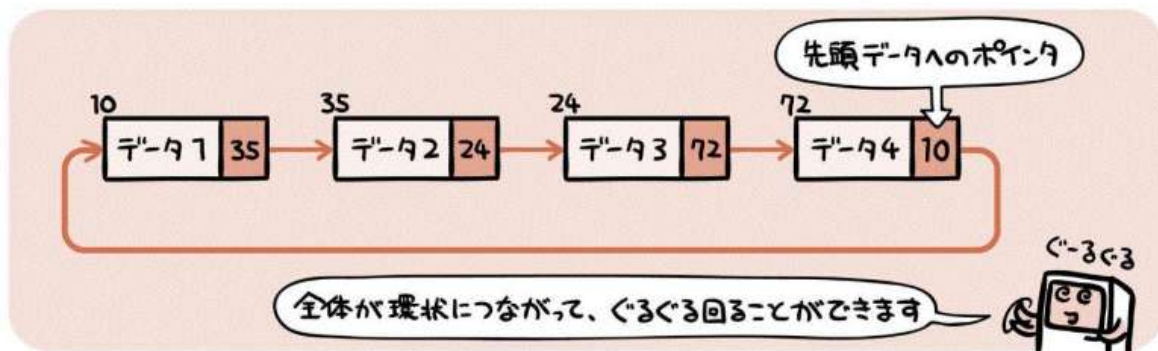 先頭データへのポインタ
10
35
24
72
データ1 35
データ2 24
データ3 72
データ4 10
ぐーるぐる
全体が環状につながって、ぐるぐる回ることができます